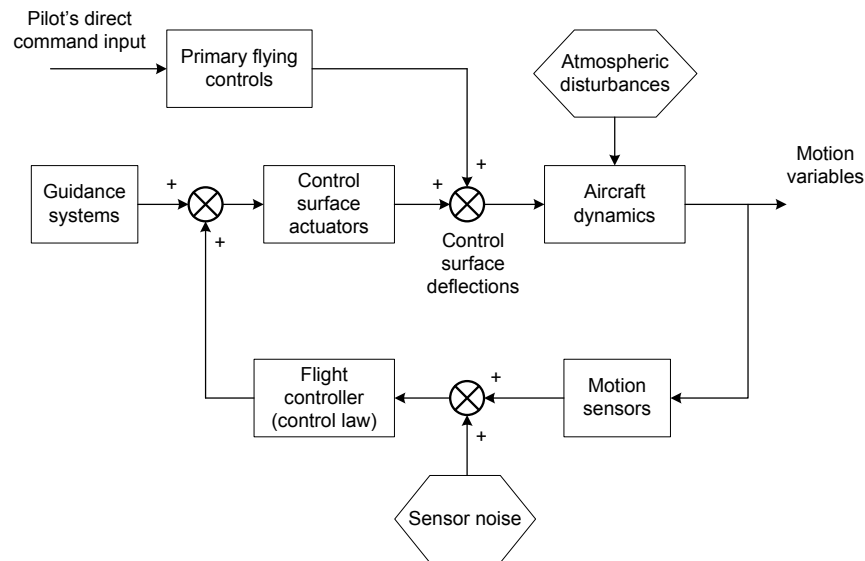 Pilot's direct
command input
Primary flying
controls
Atmospheric
disturbances
+
Motion
variables
Guidance
systems
+
Control
surface
actuators
+
Aircraft
dynamics
+
Control
surface
deflections
Flight
controller
(control law)
+
Motion
sensors
+
Sensor noise